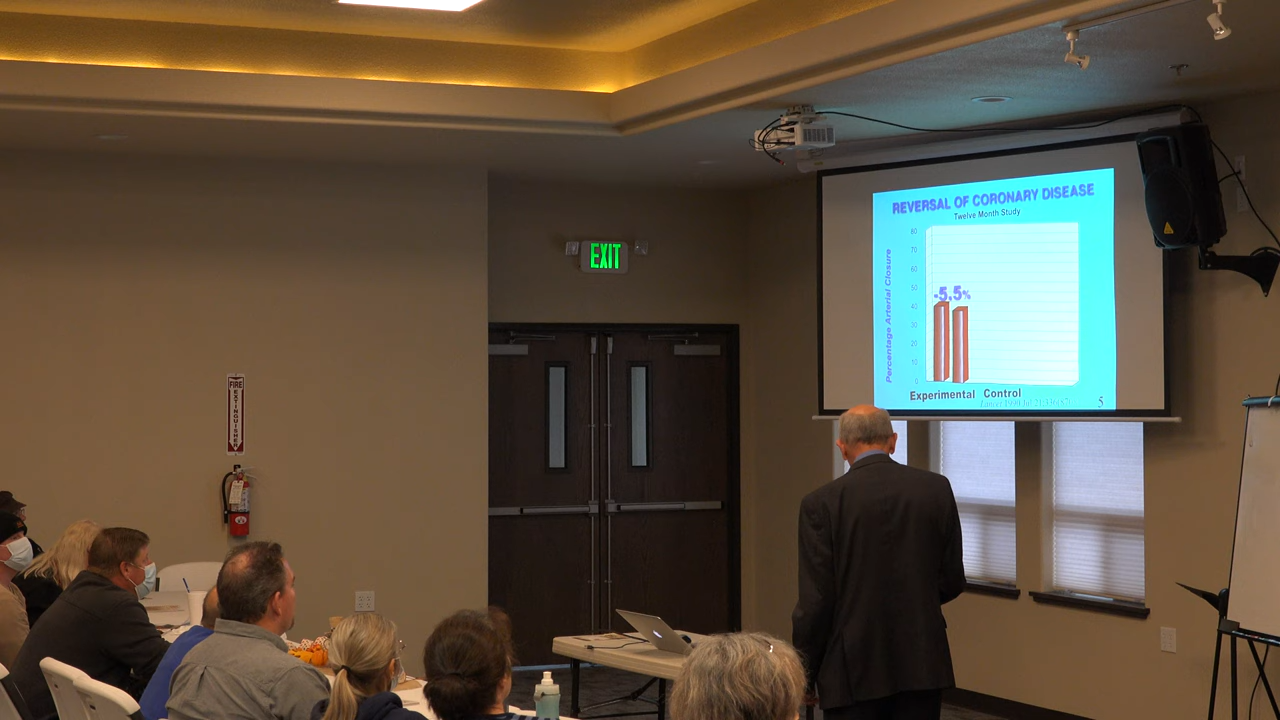 REVERSAL OF CORONARY DISEASE
Twelve Month Study
Percentage Arterial Closure
80
70
60
50
40
30
20
10
0
-5.5%
Experimental Control
5
EXIT
FIRE
EXTINGUISHER